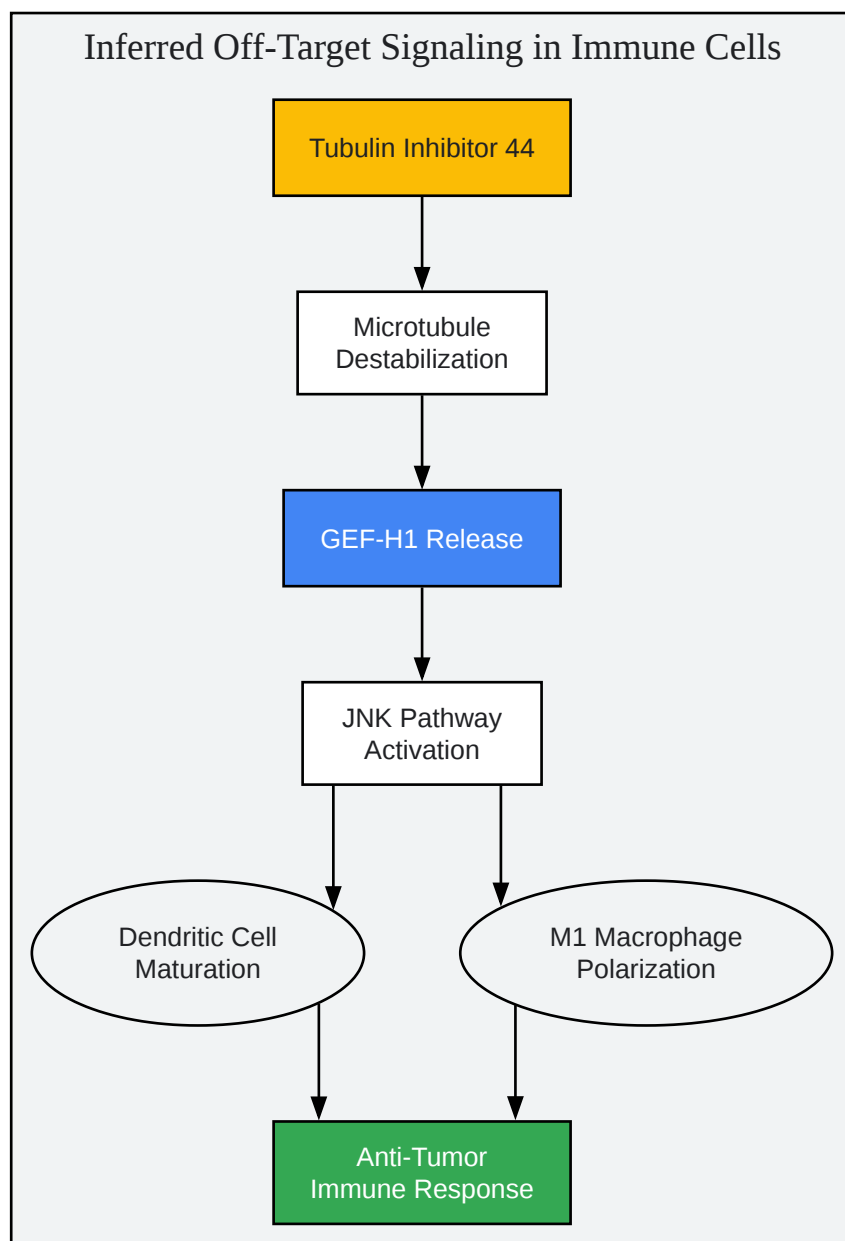 Inferred Off-Target Signaling in Immune Cells
Tubulin Inhibitor 44
Microtubule
Destabilization
GEF-H1 Release
JNK Pathway
Activation
Dendritic Cell
Maturation
M1 Macrophage
Polarization
Anti-Tumor
Immune Response